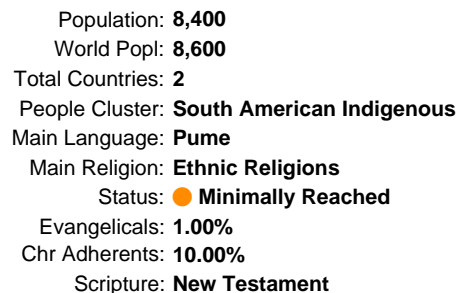 Population: 8,400
World Popl: 8,600
Total Countries: 2
People Cluster: South American Indigenous
Main Language: Pume
Main Religion: Ethnic Religions
Status: Minimally Reached
Evangelicals: 1.00%
Chr Adherents: 10.00%
Scripture: New Testament